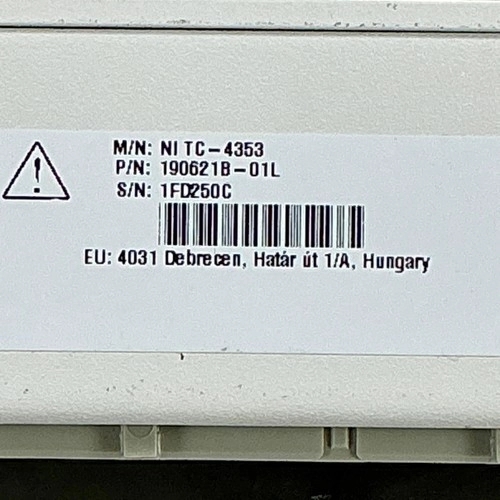 M/N: NI TC-4353
P/N: 190621B-01L
S/N: 1FD250C
EU: 4031 Debrecen, Határ út 1/A, Hungary